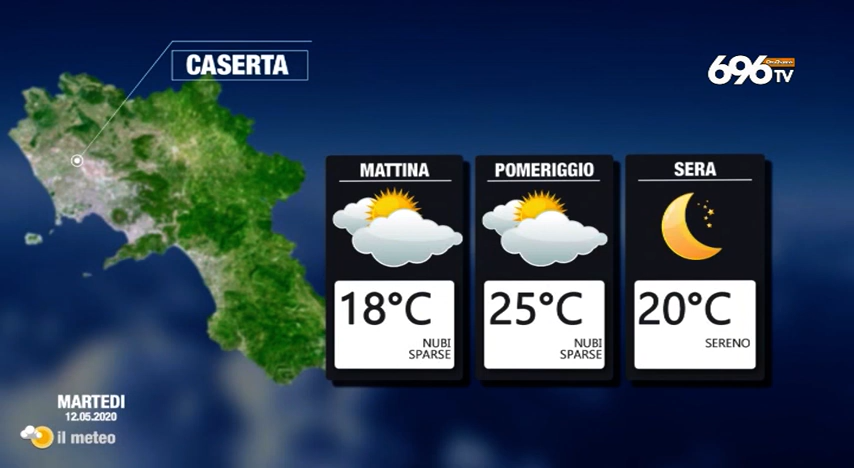 CASERTA
696 TV
MATTINA
POMERIGGIO
SERA
18°C
NUBI
SPARSE
25°C
NUBI
SPARSE
20°C
SERENO
MARTEDI
12.05.2020
il meteo